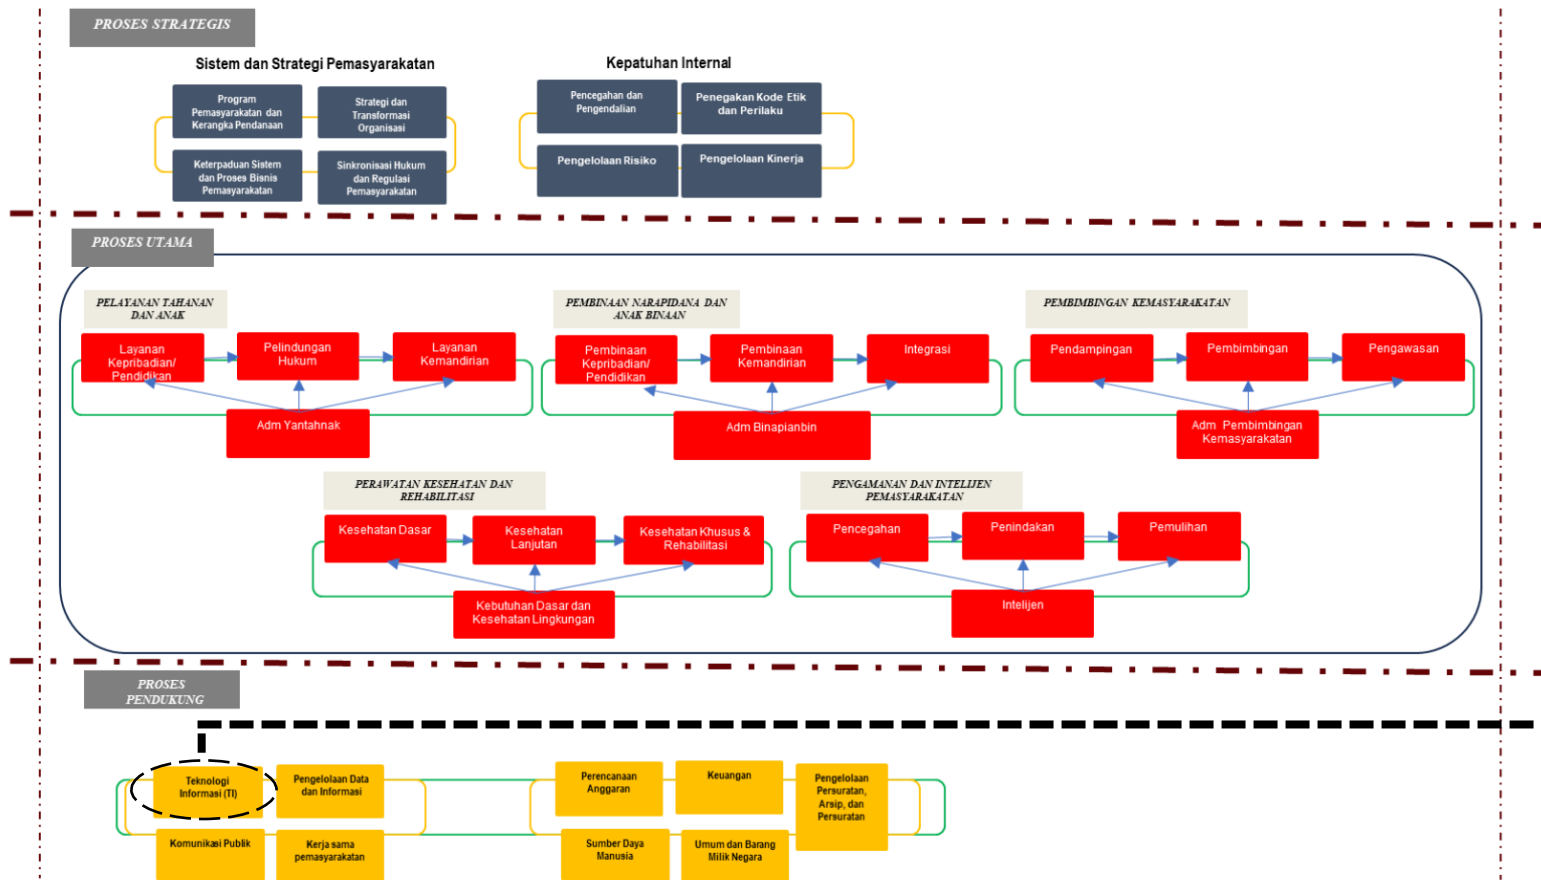 PROSES STRATEGIS
Sistem dan Strategi Pemasyarakatan
Program
Pemasyarakatan dan
Kerangka Pendanaan
Strategi dan
Transformasi
Organisasi
Keterpaduan Sistem
dan Proses Bisnis
Pemasyarakatan
Sinkronisasi Hukum
dan Regulasi
Pemasyarakatan
Kepatuhan Internal
Pencegahan dan
Pengendalian
Penegakan Kode Etik
dan Perilaku
Pengelolaan Risiko
Pengelolaan Kinerja
PROSES UTAMA
PELAYANAN TAHANAN
DAN ANAK
Layanan
Kepribadian/
Pendidikan
Pelindungan
Hukum
Layanan
Kemandirian
Adm Yantahnak
PEMBINAAN NARAPIDANA DAN
ANAK BINAAN
Pembinaan
Kepribadian/
Pendidikan
Pembinaan
Kemandirian
Integrasi
Adm Binapianbin
PEMBIMBINGAN KEMASYARAKATAN
Pendampingan
Pembimbingan
Pengawasan
Adm Pembimbingan
Kemasyarakatan
PERAWATAN KESEHATAN DAN
REHABILITASI
Kesehatan Dasar
Kesehatan
Lanjutan
Kesehatan Khusus &
Rehabilitasi
Kebutuhan Dasar dan
Kesehatan Lingkungan
PENGAMANAN DAN INTELIJEN
PEMASYARAKATAN
Pencegahan
Penindakan
Pemulihan
Intelijen
PROSES
PENDUKUNG
Teknologi
Informasi (TI)
Pengelolaan Data
dan Informasi
Komunikasi Publik
Kerja sama
pemasyarakatan
Perencanaan
Anggaran
Keuangan
Pengelolaan
Persuratan,
Arsip, dan
Persuratan
Sumber Daya
Manusia
Umum dan Barang
Milik Negara